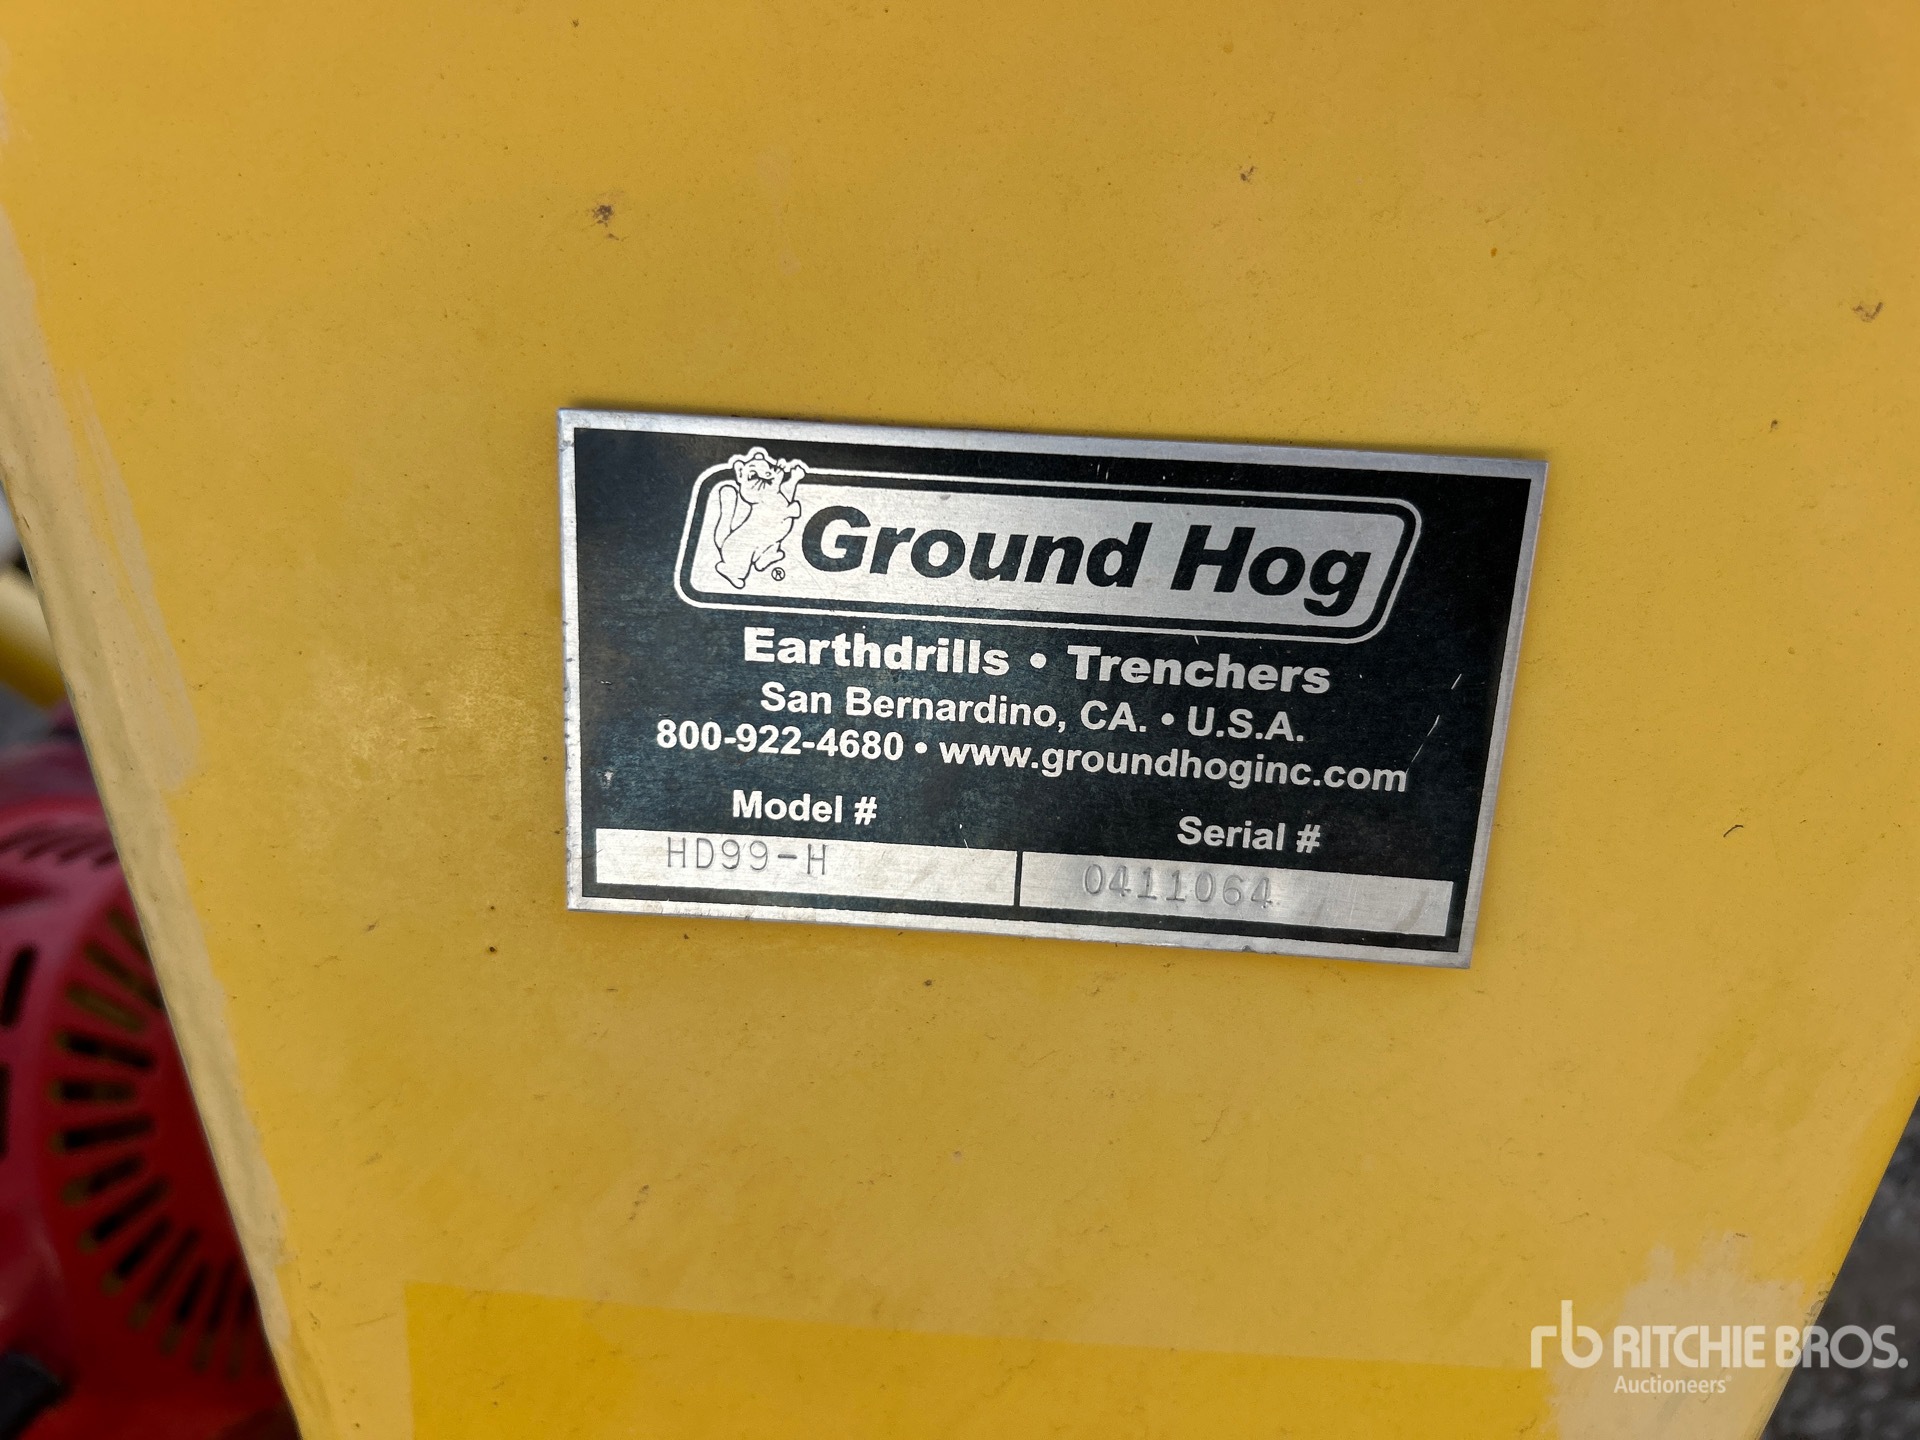 Ground Hog
®
Earthdrills • Trenchers
San Bernardino, CA. • U.S.A.
800-922-4680 • www.groundhoginc.com
Model # Serial #
HD99-H 0411064
rb RITCHIE BROS.
Auctioneers